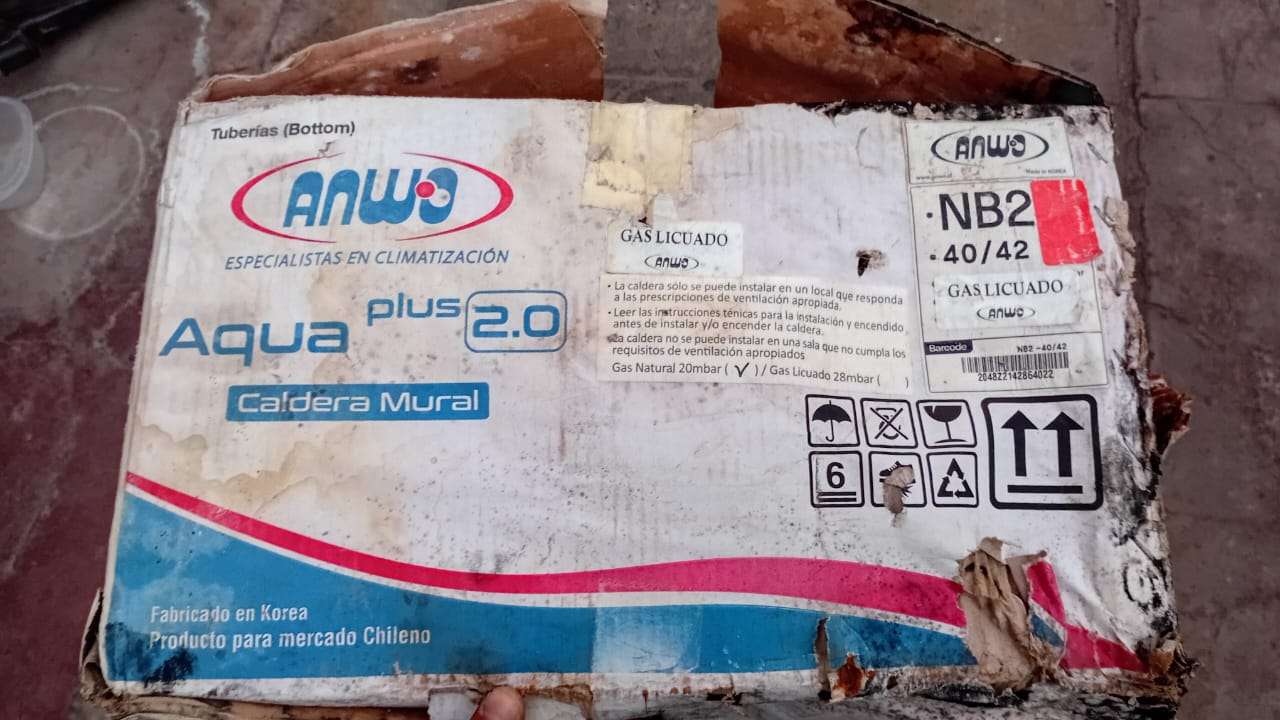 Tuberías (Bottom)
ANWO
ESPECIALISTAS EN CLIMATIZACIÓN
Aqua plus 2.0
Caldera Mural
GAS LICUADO
ANWO
• La caldera sólo se puede instalar en un local que responda
a las prescripciones de ventilación apropiada.
• Leer las instrucciones ténicas para la instalación y encendido
antes de instalar y/o encender la caldera.
La caldera no se puede instalar en una sala que no cumpla los
requisitos de ventilación apropiados
Gas Natural 20mbar ( ✓ ) / Gas Licuado 28mbar ( )
ANWO
Made in KOREA
• NB2
• 40/42
GAS LICUADO
ANWO
Barcode
NB2 -40/42
2048Z2142864022
6
Fabricado en Korea
Producto para mercado Chileno